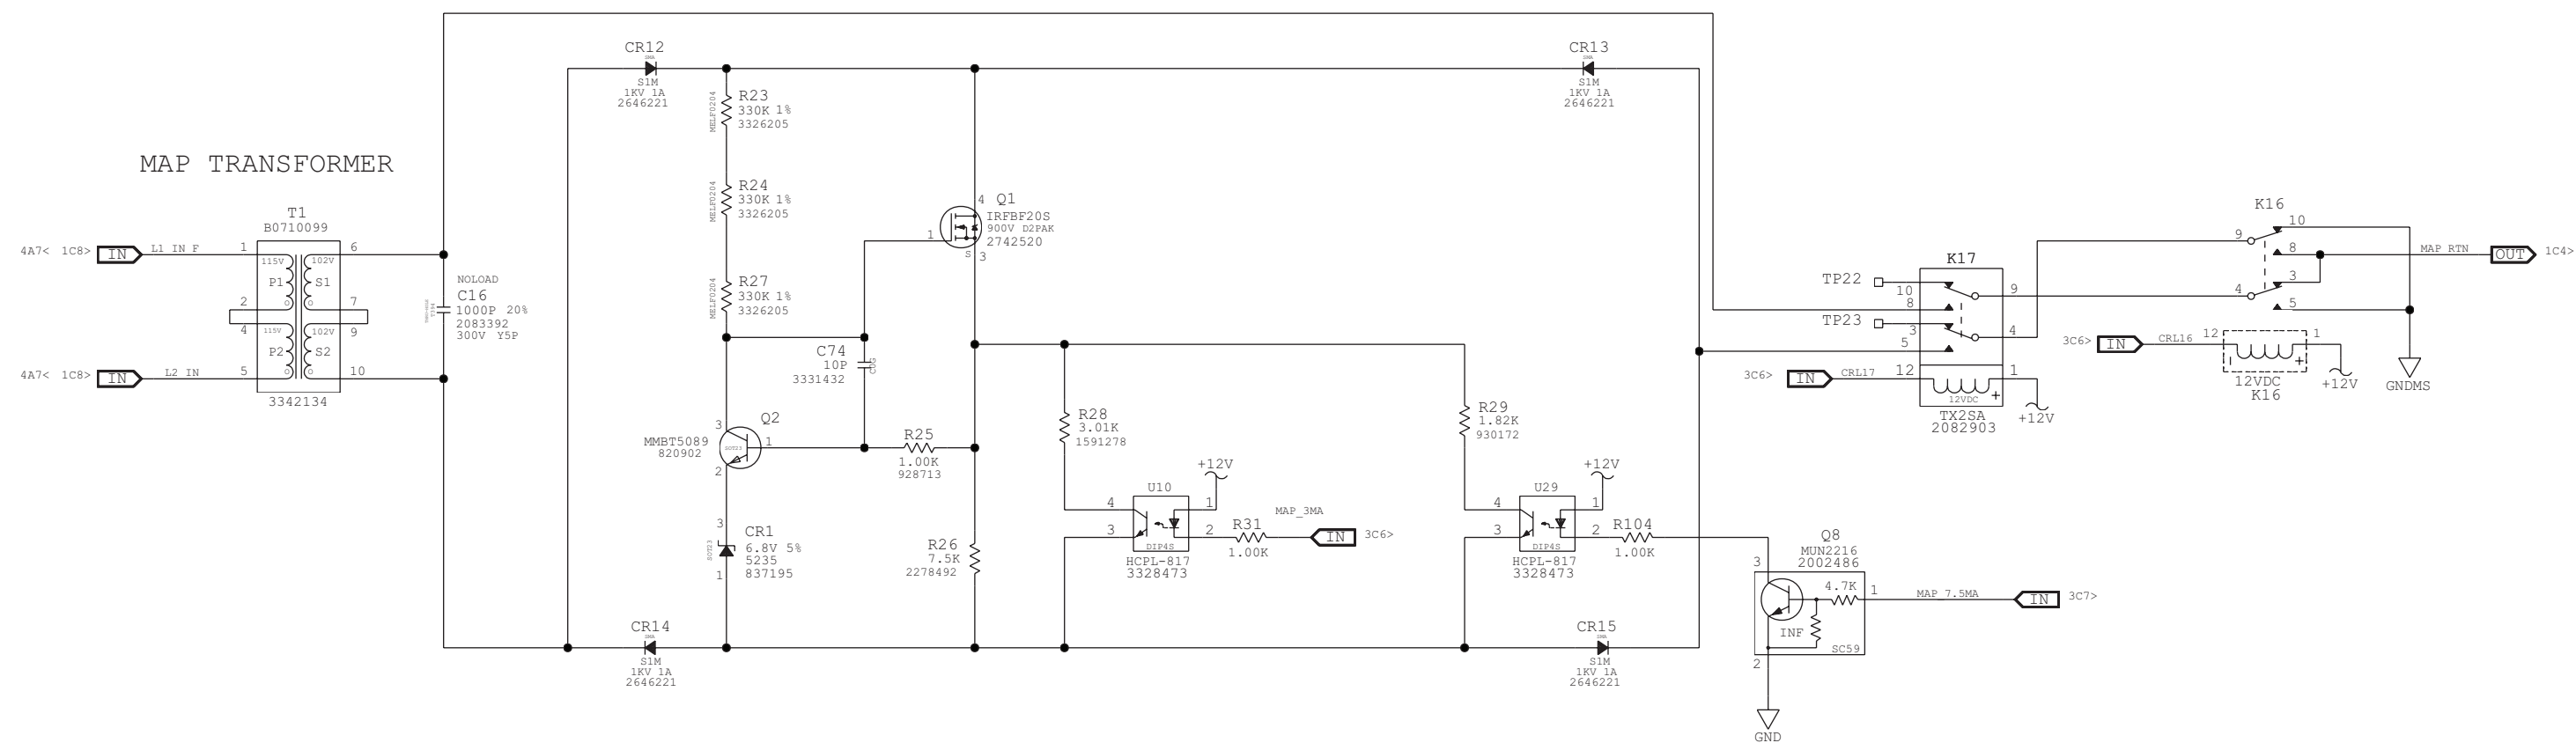 MAP TRANSFORMER
T1
B0710099
4A7< 1C8> IN L1 IN F 1
6
115V 102V
P1 S1
O O
2
7
4
9
115V 102V
P2 S2
O O
4A7< 1C8> IN L2 IN 5
10
3342134
NOLOAD
C16
1000P 20%
2083392
300V Y5P
CR12
SMA
S1M
1KV 1A
2646221
R23
330K 1%
3326205
MELF0204
R24
330K 1%
3326205
MELF0204
R27
330K 1%
3326205
MELF0204
4 Q1
IRFBF20S
900V D2PAK
2742520
1
S 3
C74
10P
3331432
COG
Q2
3
MMBT5089
820902
SOT23
1
2
R25
1.00K
928713
3
CR1
6.8V 5%
5235
837195
SOT23
1
R26
7.5K
2278492
CR14
SMA
S1M
1KV 1A
2646221
CR13
SMA
S1M
1KV 1A
2646221
R28
3.01K
1591278
+12V
U10
4 1
3 2
DIP4S
HCPL-817
3328473
R31
1.00K
MAP_3MA
IN 3C6>
R29
1.82K
930172
+12V
U29
4 1
3 2
DIP4S
HCPL-817
3328473
R104
1.00K
CR15
SMA
S1M
1KV 1A
2646221
Q8
MUN2216
2002486
3
4.7K
1
MAP_7.5MA
IN 3C7>
INF
SC59
2
GND
K17
TP22
10
8
9
TP23
3
5
4
3C6> IN CRL17 12
1
12VDC +
TX2SA
2082903
+12V
K16
10
9
8
MAP RTN
OUT 1C4>
3
4
5
3C6> IN CRL16 12
1
+
12VDC
K16
+12V
GNDMS